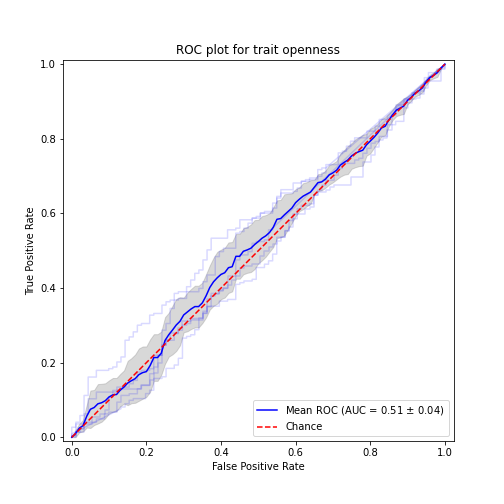 ROC plot for trait openness
1.0
0.8
0.6
0.4
0.2
0.0
True Positive Rate
Mean ROC (AUC = 0.51 ± 0.04)
Chance
0.0 0.2 0.4 0.6 0.8 1.0
False Positive Rate